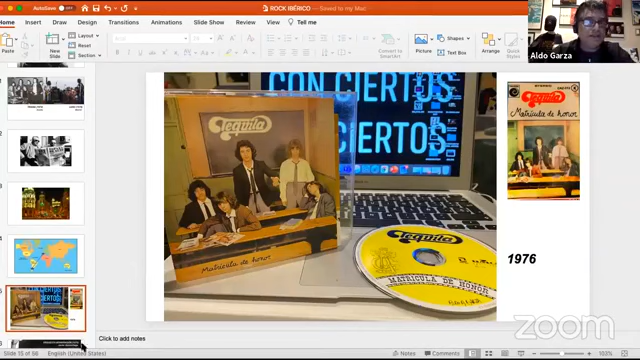 AutoSave
ROCK IBÉRICO — Saved to my Mac
Home
Insert
Draw
Design
Transitions
Animations
Slide Show
Review
View
Tell me
Paste
New
Slide
Layout
Reset
Section
Convert to
SmartArt
Picture
Shapes
Text Box
Arrange
Quick
Styles
Aldo Garza
CON CIERTOS
CIERTOS
Tequila
Matrícula de honor
Tequila
MATRICULA DE HONOR
Tequila
Matrícula de honor
1976
Click to add notes
Slide 15 of 56
English (United States)
Notes
Comments
103%
zoom